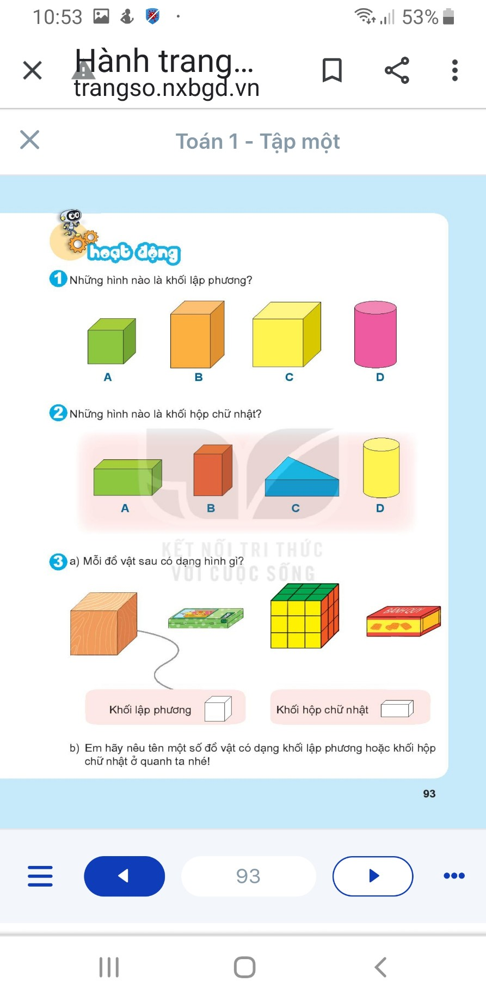 10:53
53%
Hành trang...
trangso.nxbgd.vn
Toán 1 - Tập một
hoạt động
1 Những hình nào là khối lập phương?
A B C D
2 Những hình nào là khối hộp chữ nhật?
A B C D
KẾT NỐI TRI THỨC
VỚI CUỘC SỐNG
3 a) Mỗi đồ vật sau có dạng hình gì?
BÁNH QUY
Khối lập phương
Khối hộp chữ nhật
b) Em hãy nêu tên một số đồ vật có dạng khối lập phương hoặc khối hộp
chữ nhật ở quanh ta nhé!
93
93